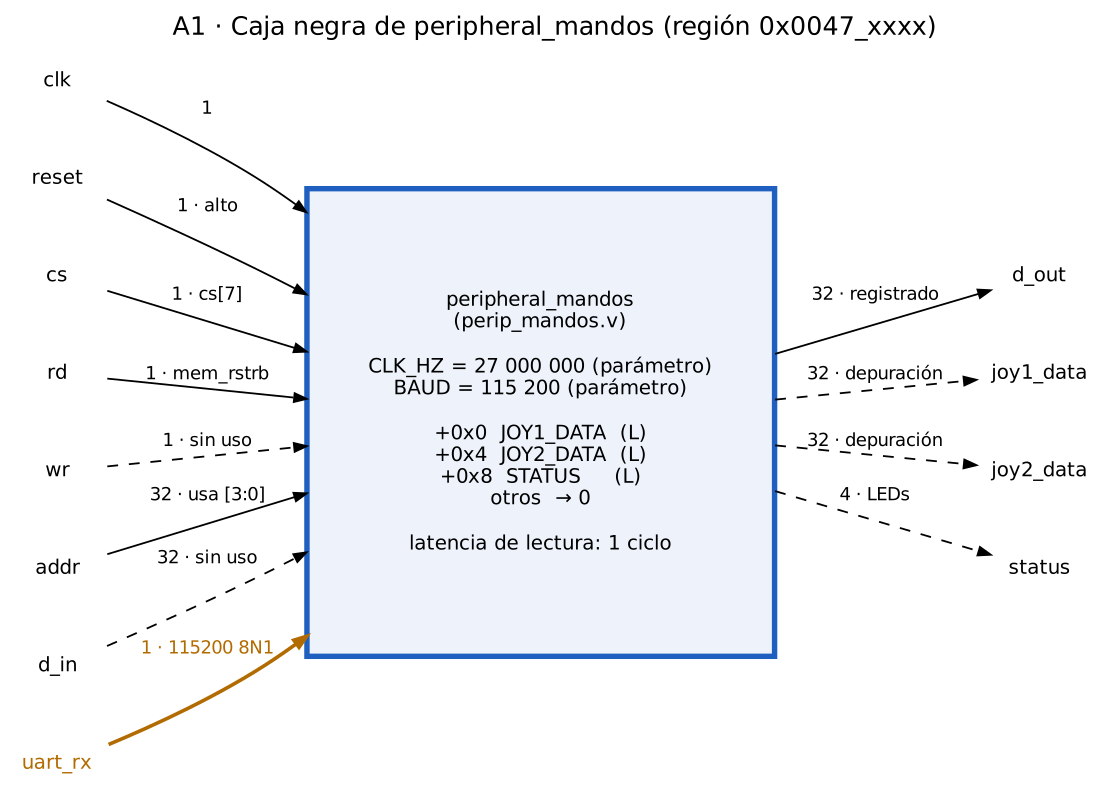 A1 · Caja negra de peripheral_mandos (región 0x0047_xxxx)
clk
1
reset
1 · alto
cs
1 · cs[7]
rd
1 · mem_rstrb
wr
1 · sin uso
addr
32 · usa [3:0]
d_in
32 · sin uso
uart_rx
1 · 115200 8N1
peripheral_mandos
(perip_mandos.v)
CLK_HZ = 27 000 000 (parámetro)
BAUD = 115 200 (parámetro)
+0x0 JOY1_DATA (L)
+0x4 JOY2_DATA (L)
+0x8 STATUS (L)
otros → 0
latencia de lectura: 1 ciclo
32 · registrado
d_out
32 · depuración
joy1_data
32 · depuración
joy2_data
4 · LEDs
status